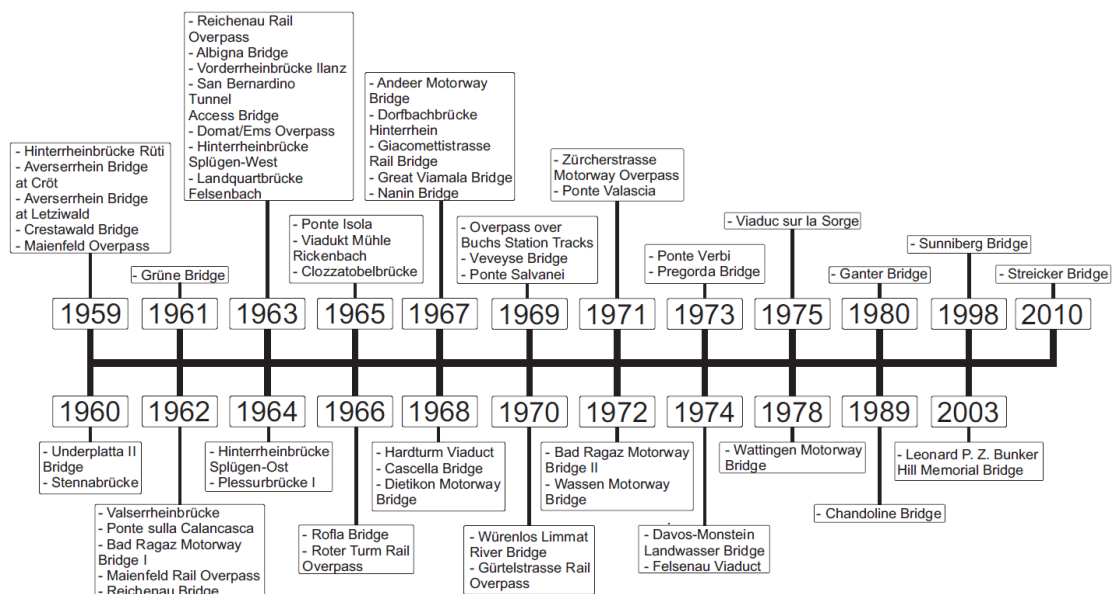 - Reichenau Rail
Overpass
- Albigna Bridge
- Vorderrheinbrücke Ilanz
- San Bernardino
Tunnel
Access Bridge
- Domat/Ems Overpass
- Hinterrheinbrücke
Splügen-West
- Landquartbrücke
Felsenbach
- Andeer Motorway
Bridge
- Dorfbachbrücke
Hinterrhein
- Giacomettistrasse
Rail Bridge
- Great Viamala Bridge
- Nanin Bridge
- Hinterrheinbrücke Rüti
- Averserrhein Bridge
at Cröt
- Averserrhein Bridge
at Letziwald
- Crestawald Bridge
- Maienfeld Overpass
- Zürcherstrasse
Motorway Overpass
- Ponte Valascia
- Ponte Isola
- Viadukt Mühle
Rickenbach
- Clozzatobelbrücke
- Overpass over
Buchs Station Tracks
- Veveyse Bridge
- Ponte Salvanei
- Viaduc sur la Sorge
- Grüne Bridge
- Ponte Verbi
- Pregorda Bridge
- Ganter Bridge
- Sunniberg Bridge
- Streicker Bridge
1959
1961
1963
1965
1967
1969
1971
1973
1975
1980
1998
2010
1960
1962
1964
1966
1968
1970
1972
1974
1978
1989
2003
- Underplatta II
Bridge
- Stennabrücke
- Hinterrheinbrücke
Splügen-Ost
- Plessurbrücke I
- Hardturm Viaduct
- Cascella Bridge
- Dietikon Motorway
Bridge
- Bad Ragaz Motorway
Bridge II
- Wassen Motorway
Bridge
- Wattingen Motorway
Bridge
- Leonard P. Z. Bunker
Hill Memorial Bridge
- Valserrheinbrücke
- Ponte sulla Calancasca
- Bad Ragaz Motorway
Bridge I
- Maienfeld Rail Overpass
- Reichenau Bridge
- Rofla Bridge
- Roter Turm Rail
Overpass
- Würenlos Limmat
River Bridge
- Gürtelstrasse Rail
Overpass
- Davos-Monstein
Landwasser Bridge
- Felsenau Viaduct
- Chandoline Bridge